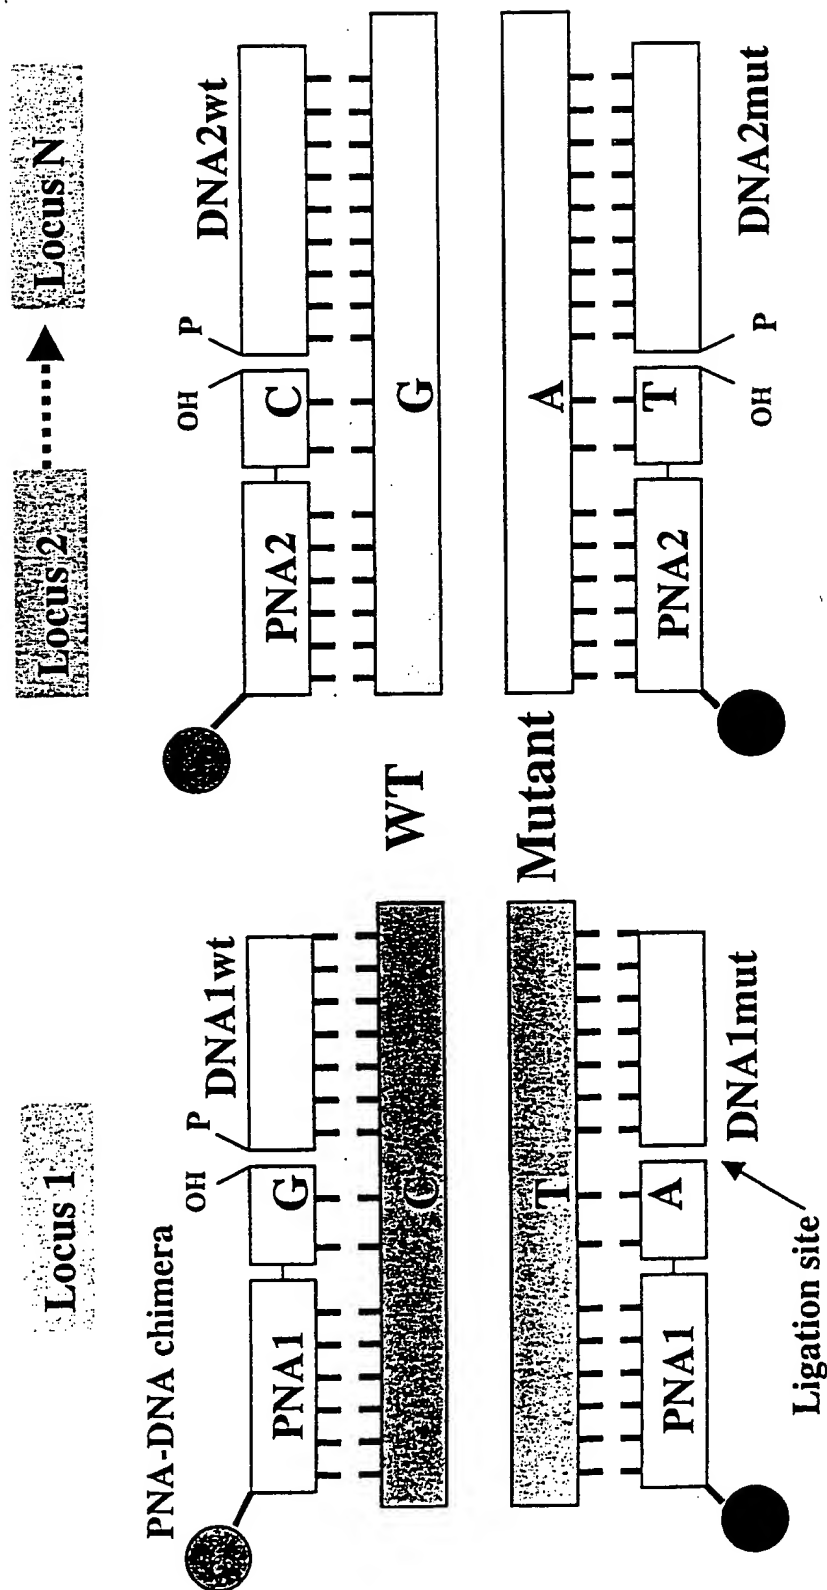 Locus 1
Locus 2
Locus N
PNA-DNA chimera
OH
P
DNA1wt
PNA1
G
C
WT
OH
P
DNA2wt
PNA2
C
G
Mutant
T
PNA1
A
DNA1mut
Ligation site
A
PNA2
T
OH
P
DNA2mut